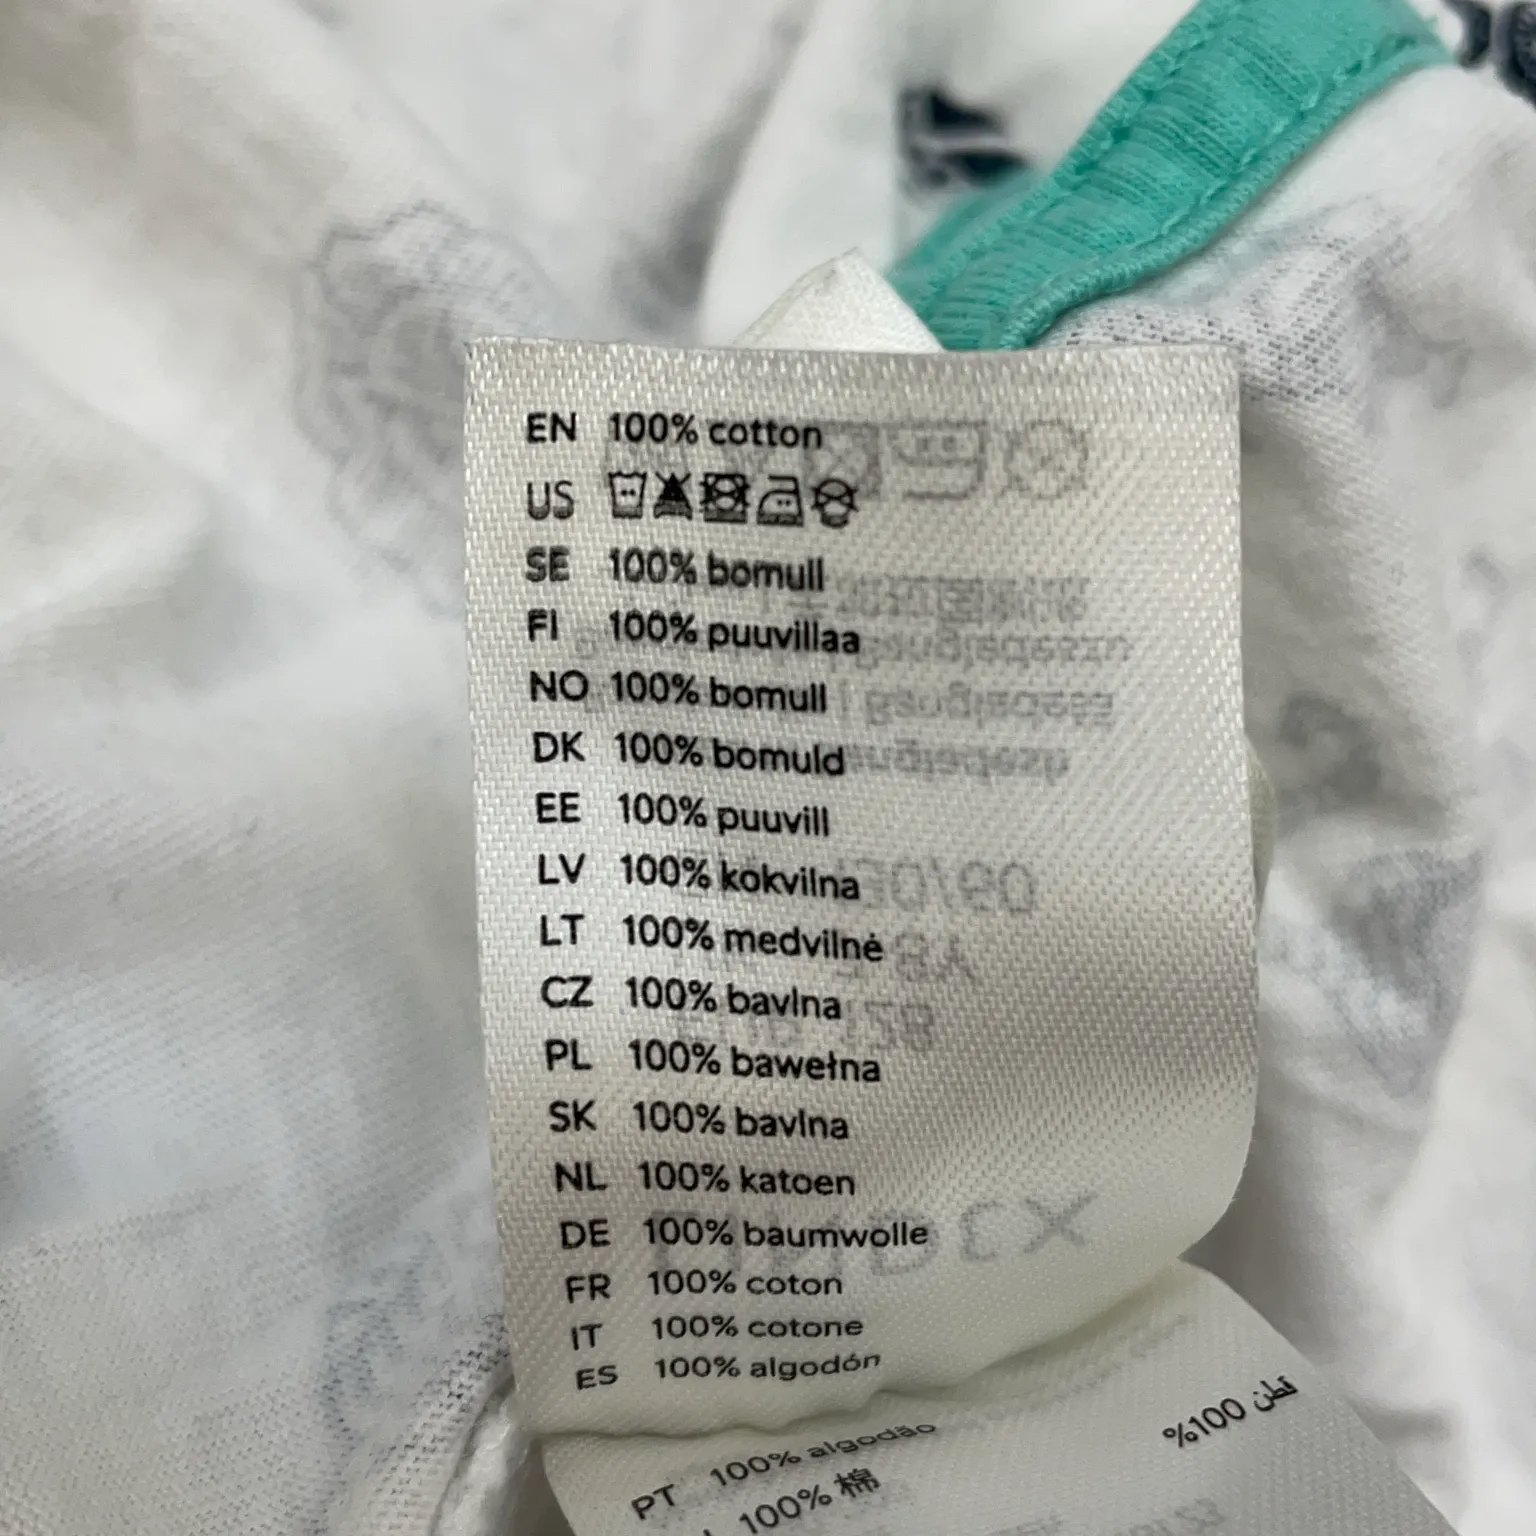 EN 100% cotton
US
SE 100% bomull
FI 100% puuvillaa
NO 100% bomull
DK 100% bomuld
EE 100% puuvill
LV 100% kokvilna
LT 100% medvilnė
CZ 100% bavlna
PL 100% bawełna
SK 100% bavlna
NL 100% katoen
DE 100% baumwolle
FR 100% coton
IT 100% cotone
ES 100% algodón
PT 100% algodão
%100 قطن
100% 棉